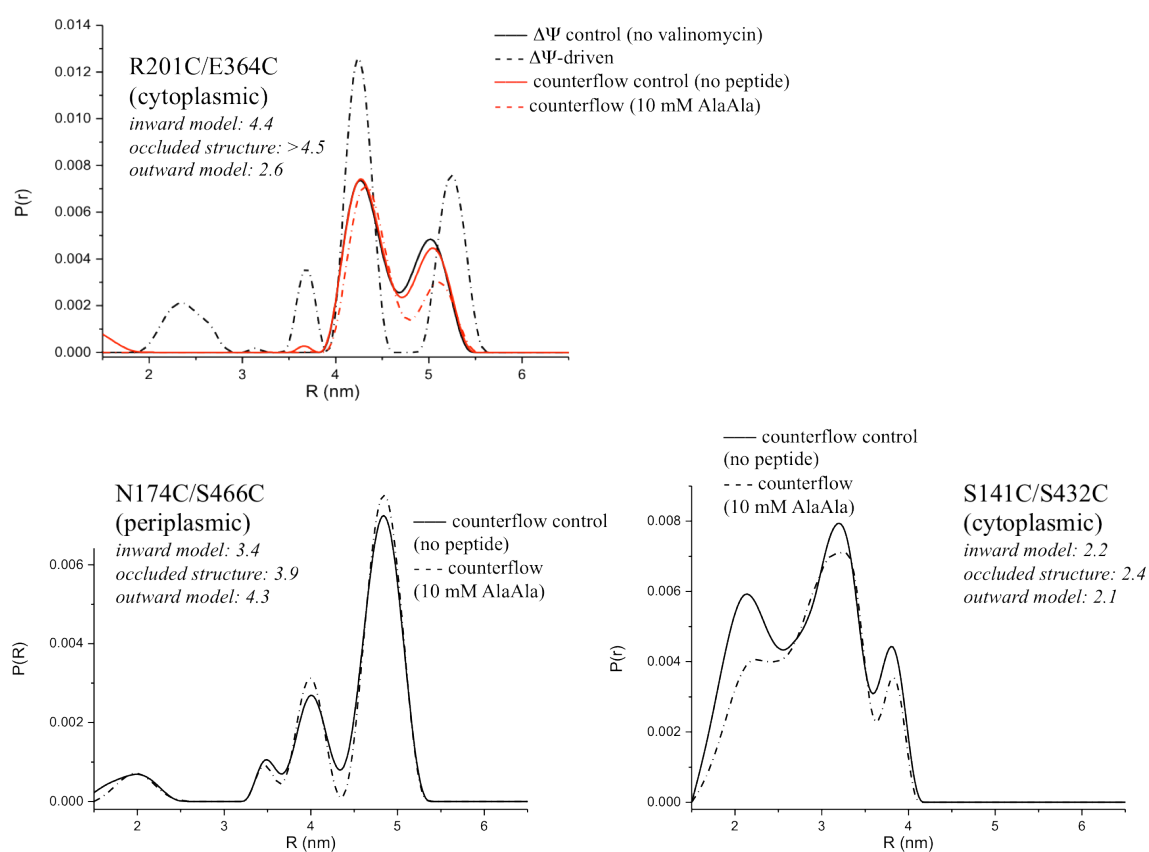 R201C/E364C
(cytoplasmic)
inward model: 4.4
occluded structure: >4.5
outward model: 2.6
ΔΨ control (no valinomycin)
ΔΨ-driven
counterflow control (no peptide)
counterflow (10 mM AlaAla)
P(r)
0.014
0.012
0.010
0.008
0.006
0.004
0.002
0.000
2 3 4 5 6
R (nm)
N174C/S466C
(periplasmic)
inward model: 3.4
occluded structure: 3.9
outward model: 4.3
counterflow control
(no peptide)
counterflow
(10 mM AlaAla)
P(R)
0.006
0.004
0.002
0.000
2 3 4 5 6
R (nm)
counterflow control
(no peptide)
counterflow
(10 mM AlaAla)
S141C/S432C
(cytoplasmic)
inward model: 2.2
occluded structure: 2.4
outward model: 2.1
P(r)
0.008
0.006
0.004
0.002
0.000
2 3 4 5 6
R (nm)